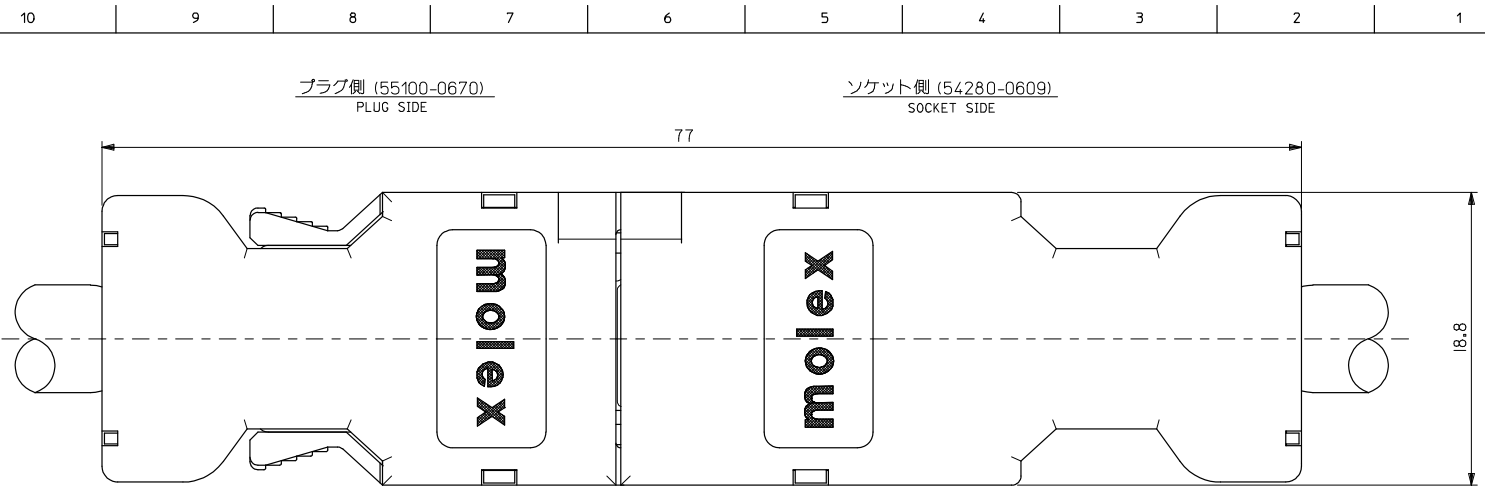 10 9 8 7 6 5 4 3 2 1
プラグ側 (55100-0670)
PLUG SIDE
ソケット側 (54280-0609)
SOCKET SIDE
77
molex
molex
18.8